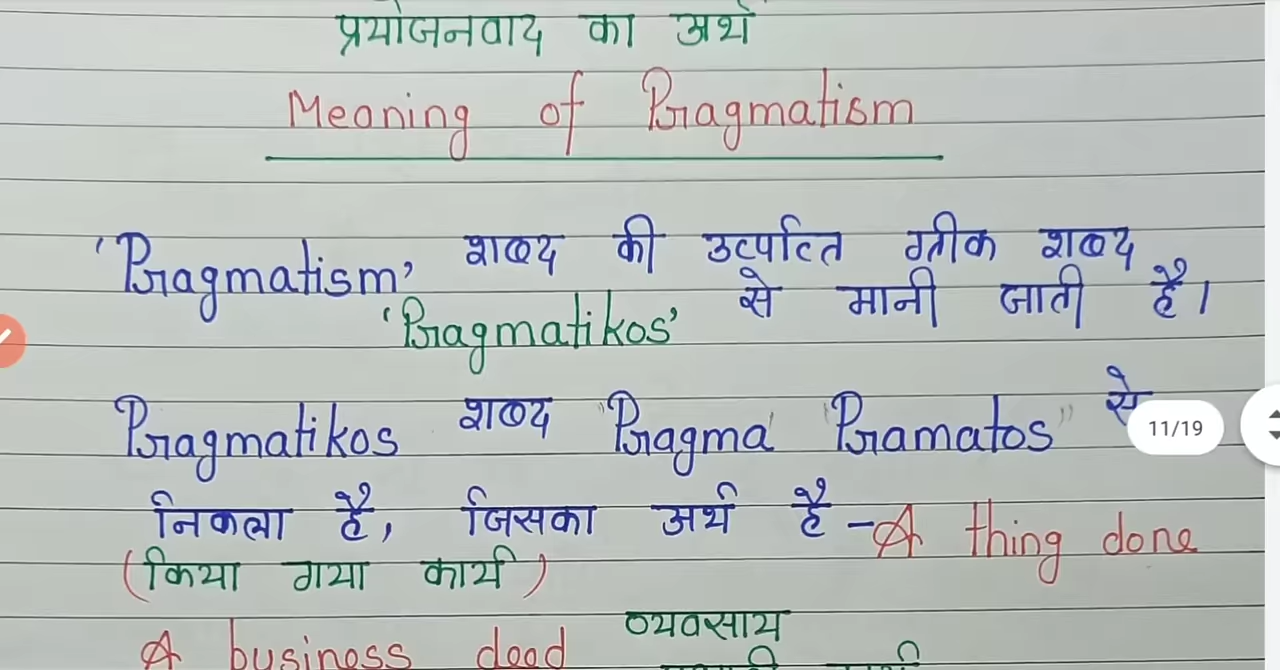 प्रयोजनवाद का अर्थ
Meaning of Pragmatism
'Pragmatism' शब्द की उत्पत्ति ग्रीक शब्द
'Pragmatikos' से मानी जाती है।
Pragmatikos शब्द "Pragma' 'Pramatos" से
11/19
निकला है, जिसका अर्थ है - A thing done
(किया गया कार्य)
A business deed व्यवसाय